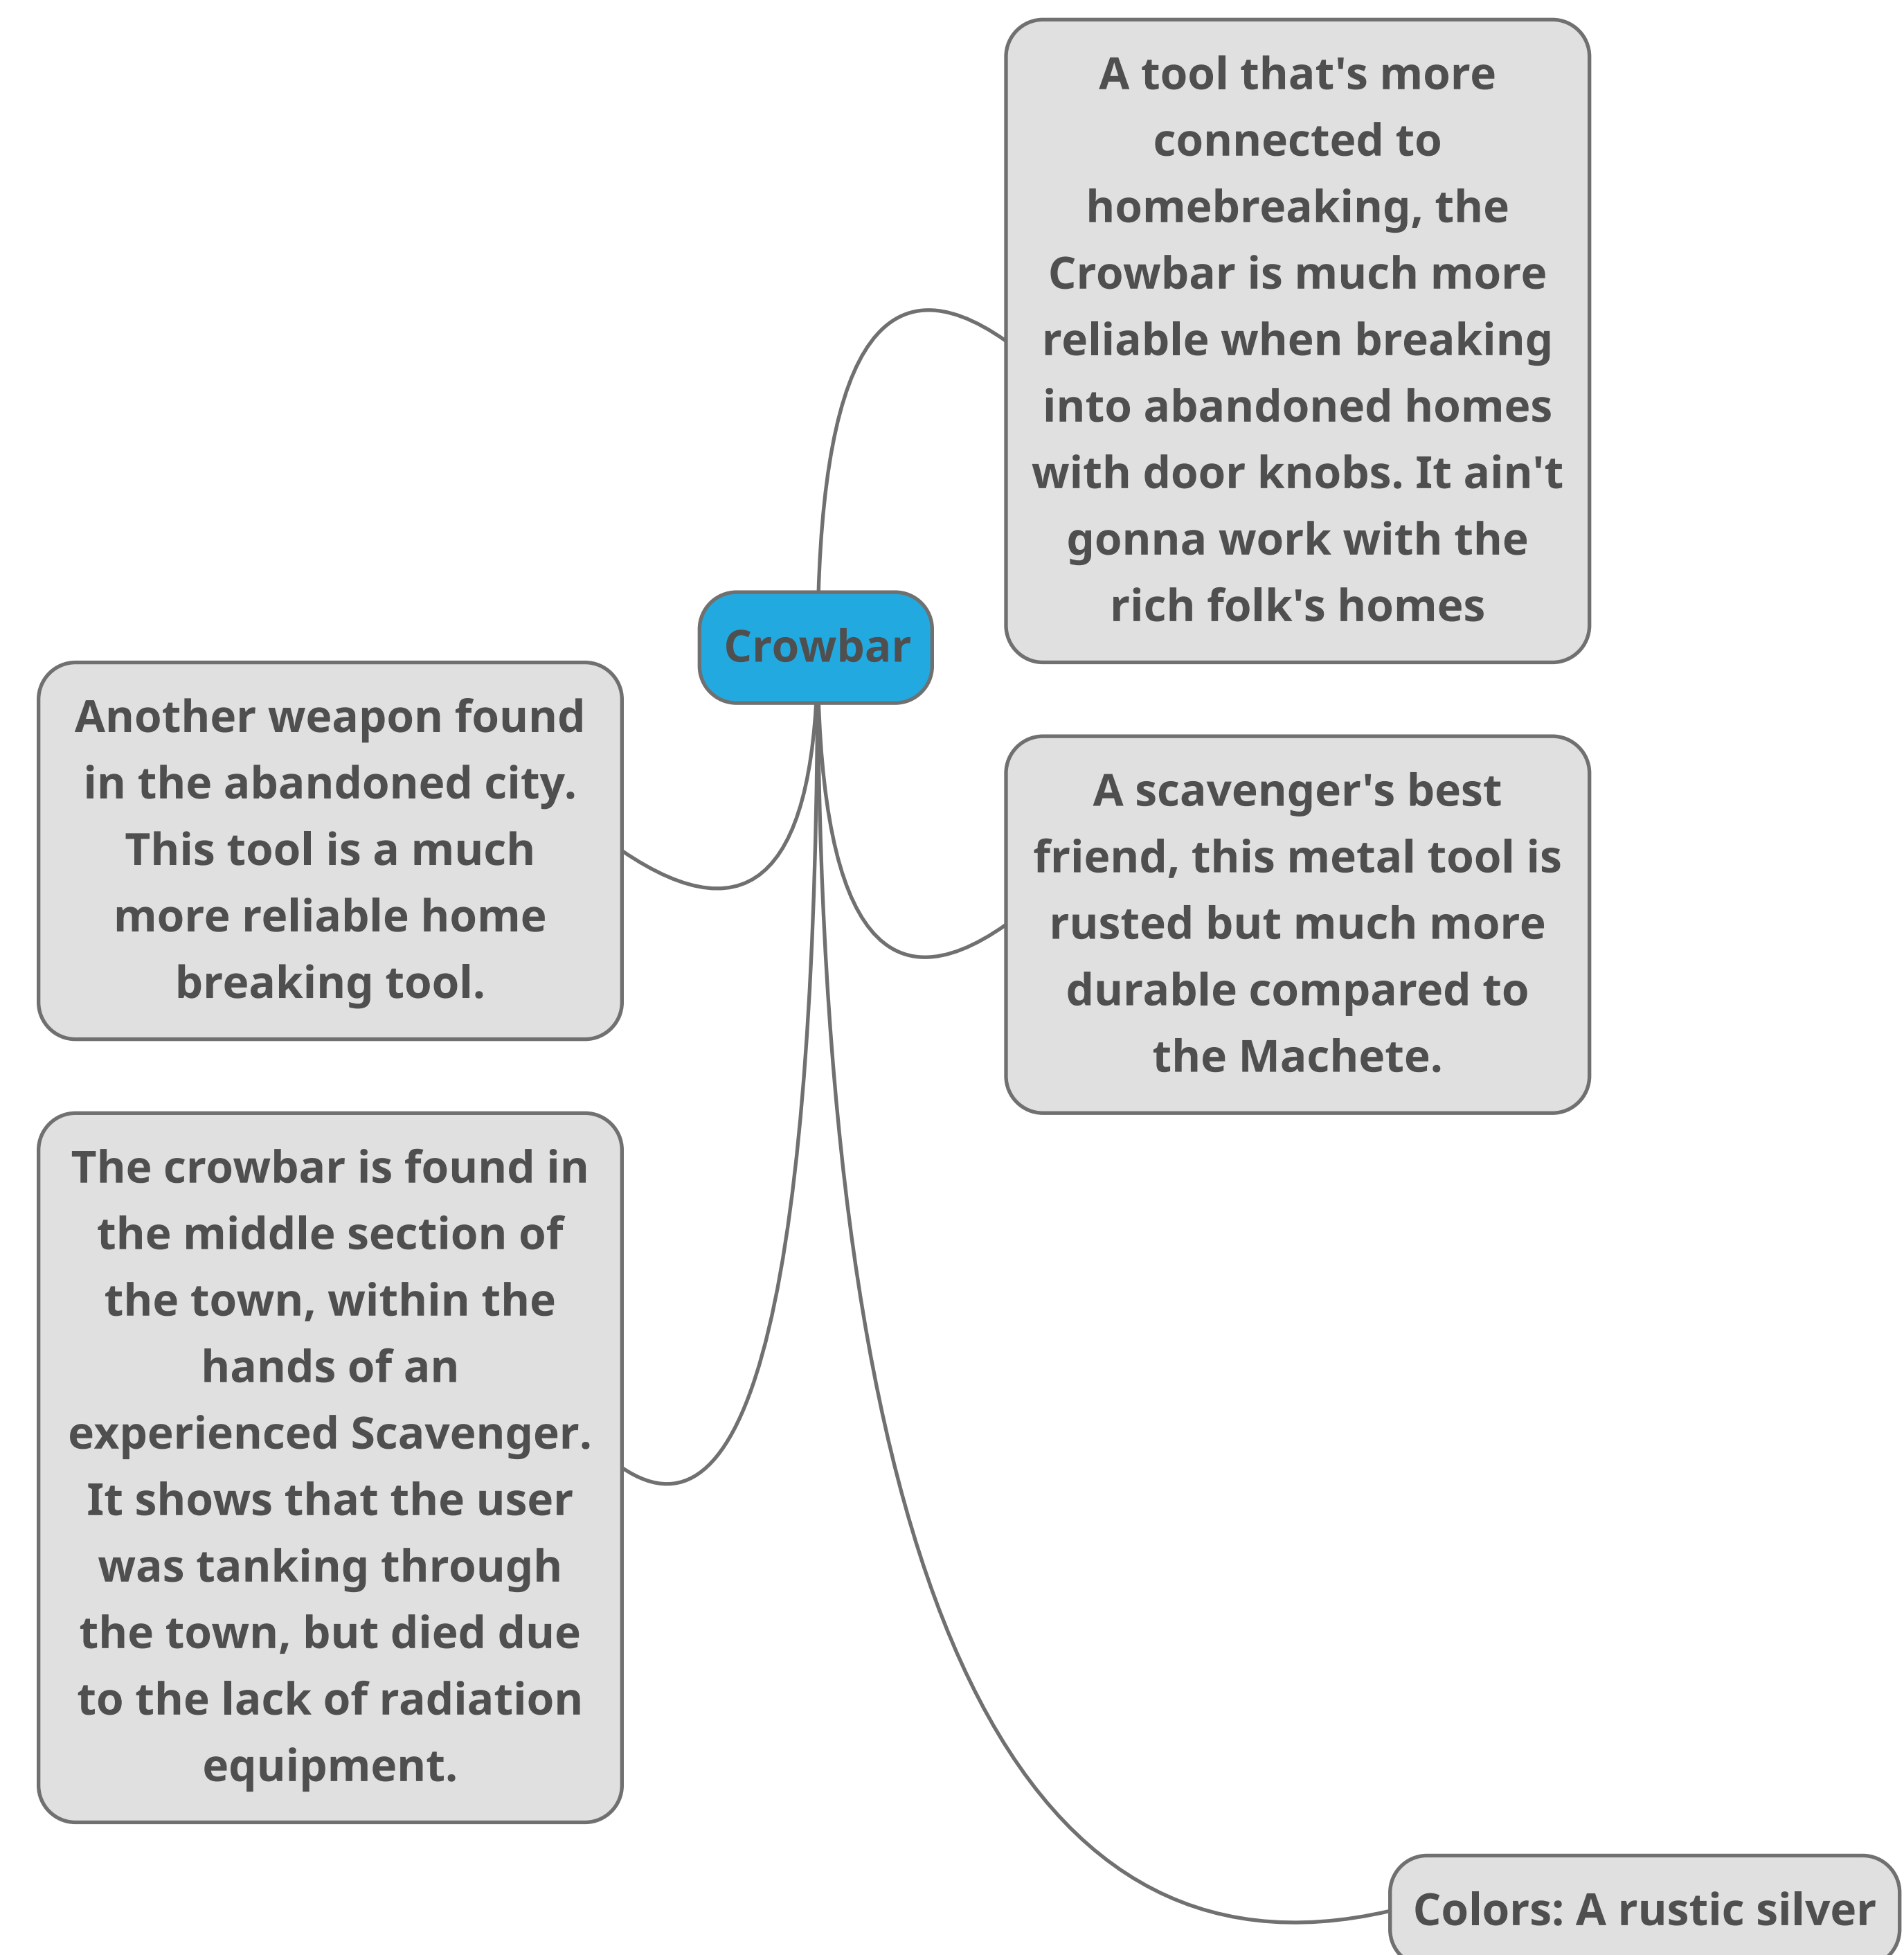 A tool that's more
connected to
homebreaking, the
Crowbar is much more
reliable when breaking
into abandoned homes
with door knobs. It ain't
gonna work with the
rich folk's homes
Crowbar
Another weapon found
in the abandoned city.
This tool is a much
more reliable home
breaking tool.
A scavenger's best
friend, this metal tool is
rusted but much more
durable compared to
the Machete.
The crowbar is found in
the middle section of
the town, within the
hands of an
experienced Scavenger.
It shows that the user
was tanking through
the town, but died due
to the lack of radiation
equipment.
Colors: A rustic silver